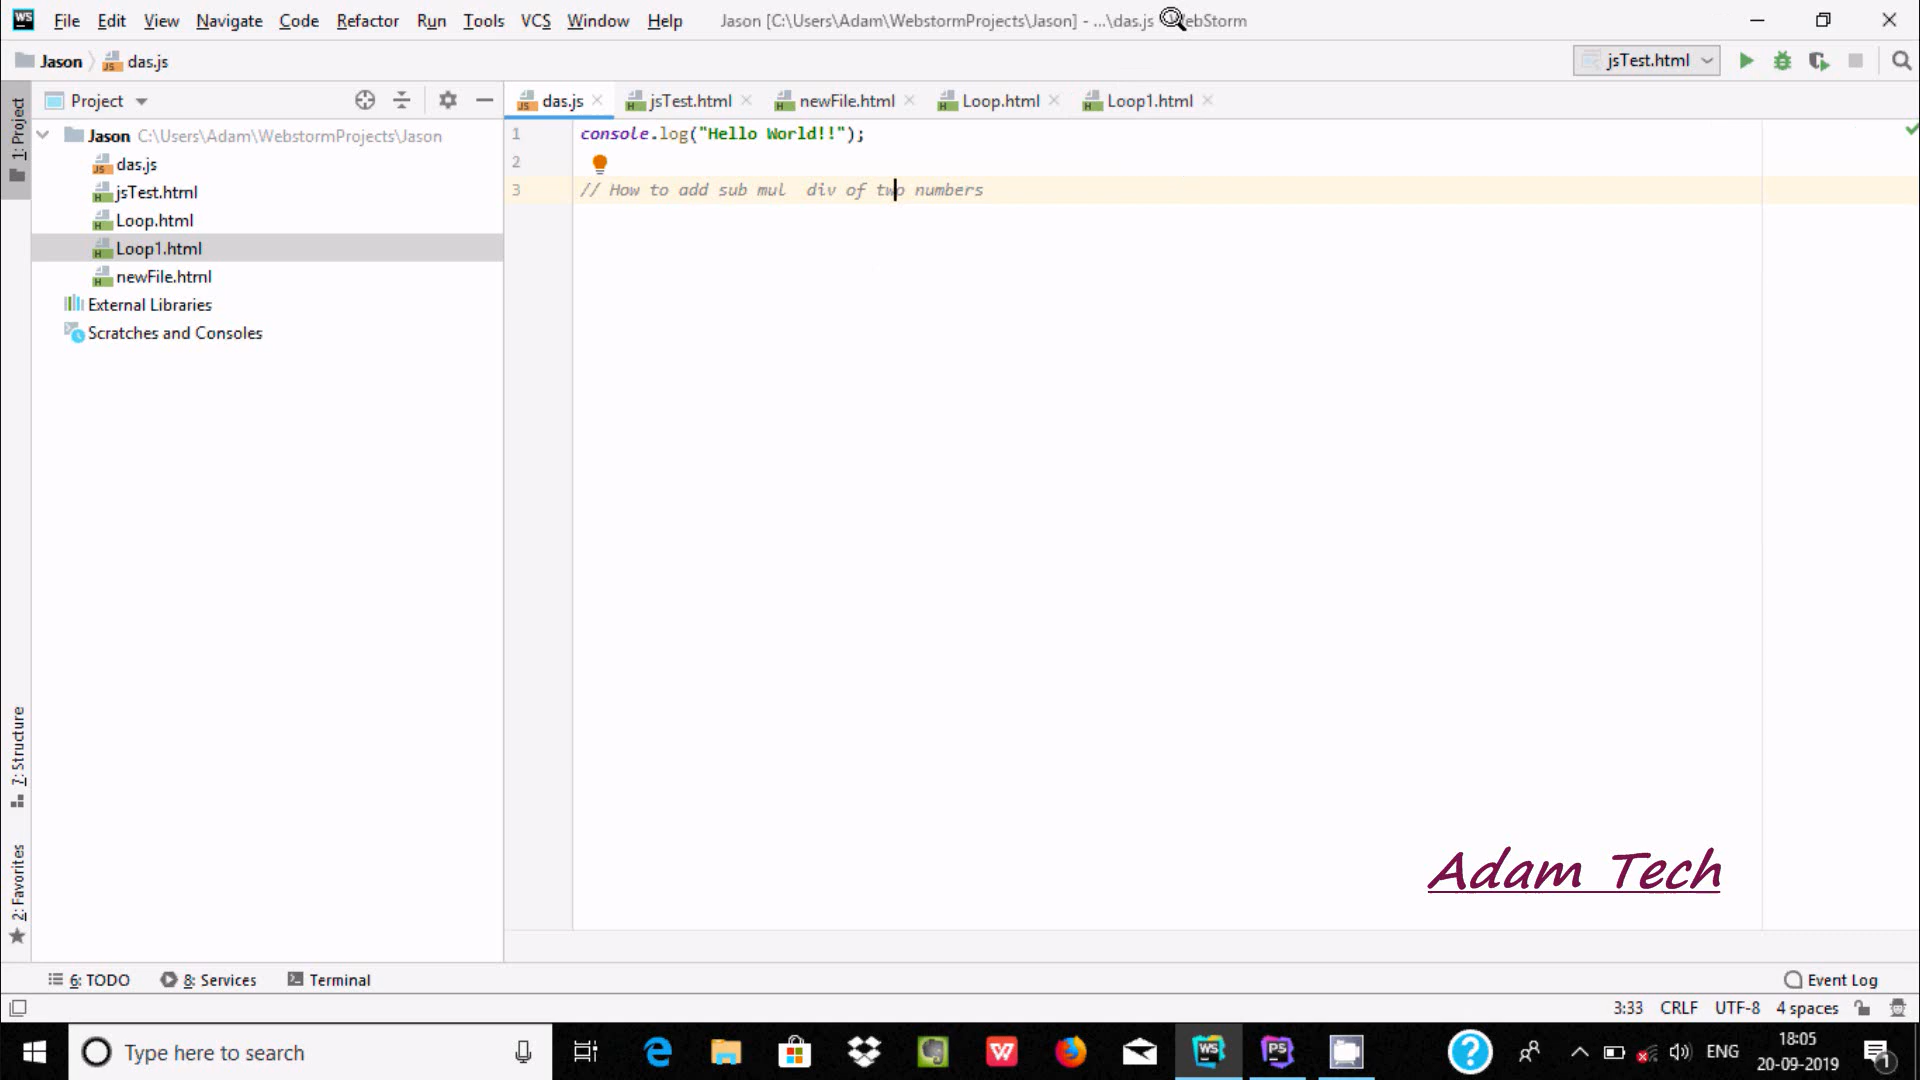 WS File Edit View Navigate Code Refactor Run Tools VCS Window Help Jason [C:\Users\Adam\WebstormProjects\Jason] - ...\das.js
Jason das.js jsTest.html
Project das.js jsTest.html newFile.html Loop.html Loop1.html
1: Project
Jason C:\Users\Adam\WebstormProjects\Jason
das.js
jsTest.html
Loop.html
Loop1.html
newFile.html
External Libraries
Scratches and Consoles
1 console.log("Hello World!!");
2
3 // How to add sub mul  div of two numbers
7: Structure
2: Favorites
Adam Tech
6: TODO 8: Services Terminal Event Log
3:33 CRLF UTF-8 4 spaces
Type here to search WS PS ENG 18:05
20-09-2019 1